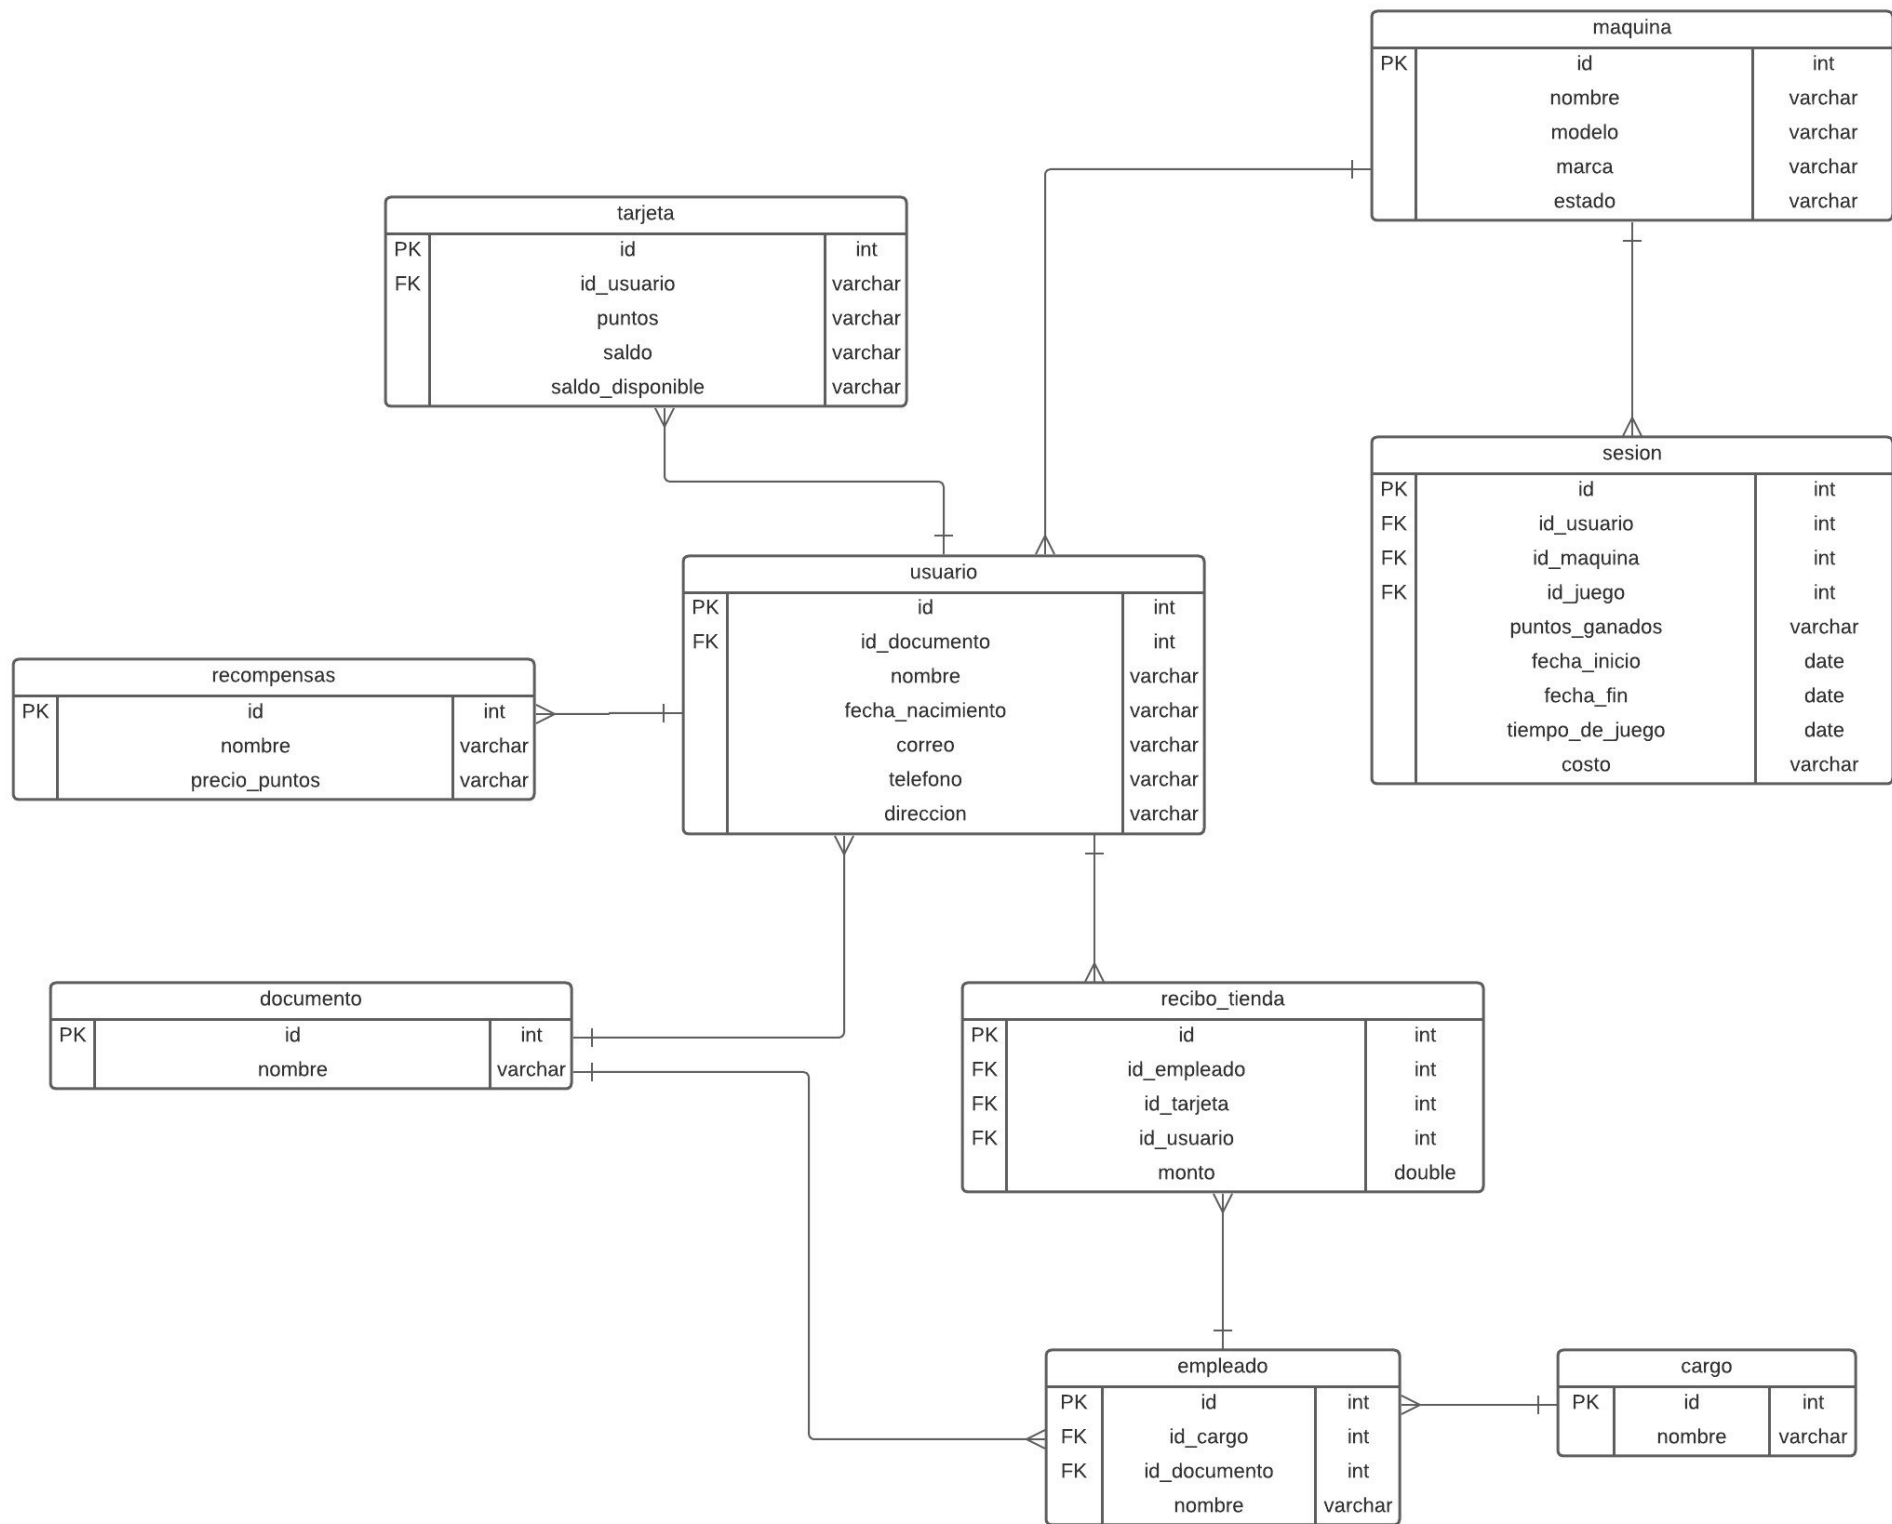 maquina
PK id int
nombre varchar
modelo varchar
marca varchar
estado varchar
tarjeta
PK id int
FK id_usuario varchar
puntos varchar
saldo varchar
saldo_disponible varchar
sesion
PK id int
FK id_usuario int
FK id_maquina int
FK id_juego int
puntos_ganados varchar
fecha_inicio date
fecha_fin date
tiempo_de_juego date
costo varchar
usuario
PK id int
FK id_documento int
nombre varchar
fecha_nacimiento varchar
correo varchar
telefono varchar
direccion varchar
recompensas
PK id int
nombre varchar
precio_puntos varchar
documento
PK id int
nombre varchar
recibo_tienda
PK id int
FK id_empleado int
FK id_tarjeta int
FK id_usuario int
monto double
empleado
PK id int
FK id_cargo int
FK id_documento int
nombre varchar
cargo
PK id int
nombre varchar